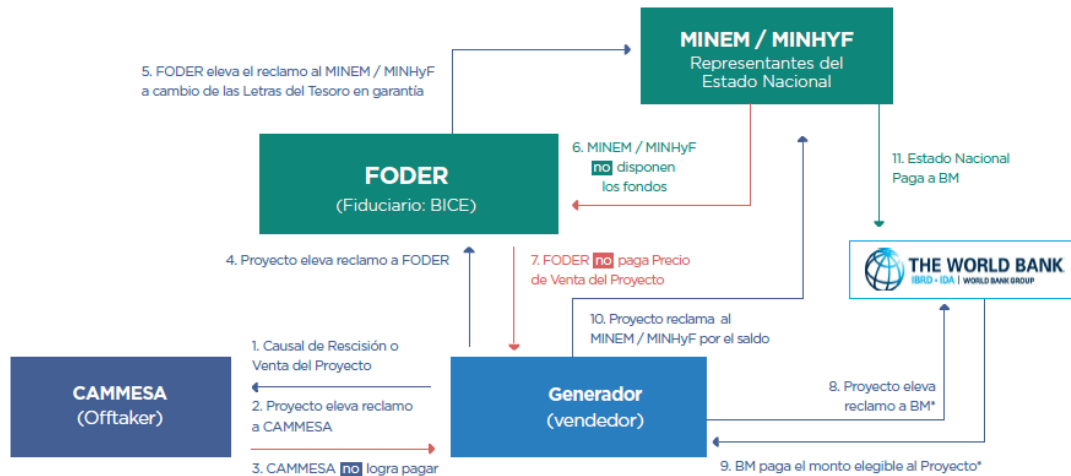 MINEM / MINHYF
Representantes del
Estado Nacional
5. FODER eleva el reclamo al MINEM / MINHyF
a cambio de las Letras del Tesoro en garantía
FODER
(Fiduciario: BICE)
6. MINEM / MINHyF
no disponen
los fondos
11. Estado Nacional
Paga a BM
4. Proyecto eleva reclamo a FODER
7. FODER no paga Precio
de Venta del Proyecto
THE WORLD BANK
IBRD • IDA | WORLD BANK GROUP
10. Proyecto reclama al
MINEM / MINHyF por el saldo
1. Causal de Rescisión o
Venta del Proyecto
CAMMESA
(Offtaker)
2. Proyecto eleva reclamo
a CAMMESA
3. CAMMESA no logra pagar
Generador
(vendedor)
8. Proyecto eleva
reclamo a BM*
9. BM paga el monto elegible al Proyecto*